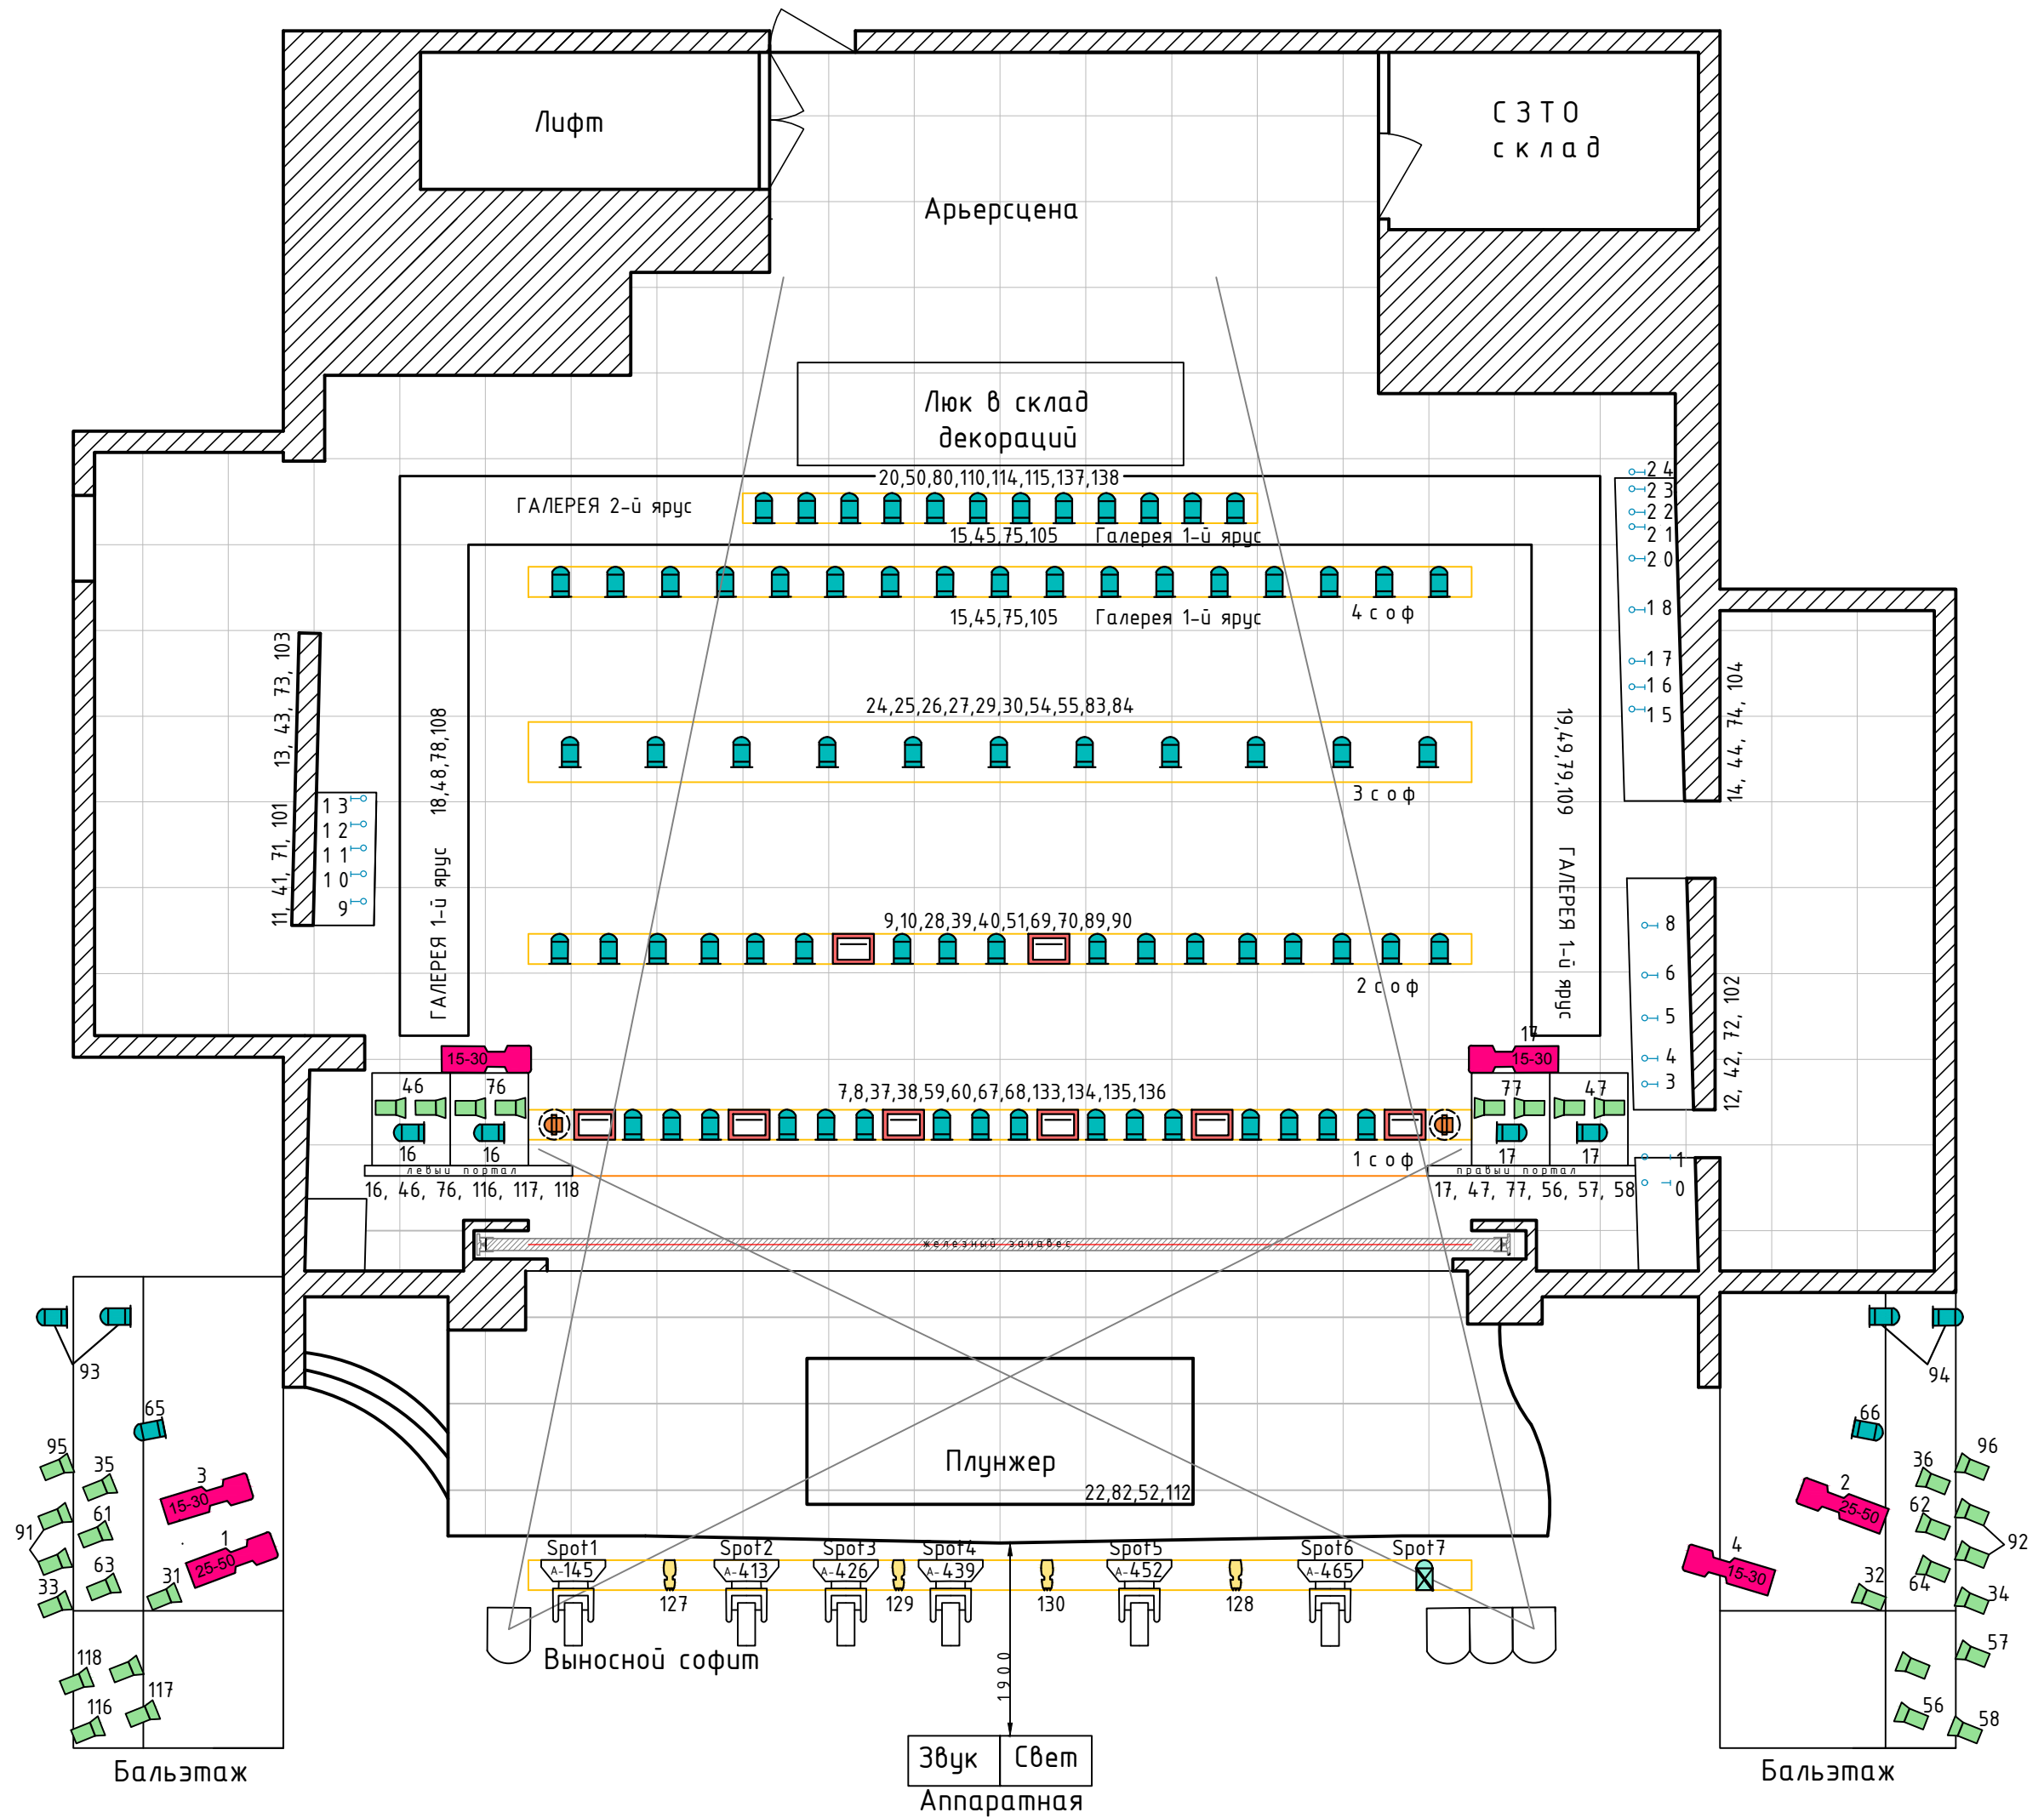 Лифт
СЗТО
склад
Арьерсцена
Люк в склад
декораций
20,50,80,110,114,115,137,138
ГАЛЕРЕЯ 2-й ярус
15,45,75,105 Галерея 1-й ярус
4 соф
15,45,75,105 Галерея 1-й ярус
24,25,26,27,29,30,54,55,83,84
3 соф
9,10,28,39,40,51,69,70,89,90
2 соф
7,8,37,38,59,60,67,68,133,134,135,136
1 соф
24
23
22
21
20
18
17
16
15
14, 44, 74, 104
13, 43, 73, 103
11, 41, 71, 101
13
12
11
10
9
ГАЛЕРЕЯ 1-й ярус 18,48,78,108
19,49,79,109 ГАЛЕРЕЯ 1-й ярус
8
6
5
4
3
12, 42, 72, 102
1
0
15-30
46
76
16
16
левый портал
16, 46, 76, 116, 117, 118
17
15-30
77
47
17
17
правый портал
17, 47, 77, 56, 57, 58
железный занавес
93
65
95
35
3
15-30
61
91
1
25-50
63
33
31
118
117
116
Бальэтаж
Плунжер
22,82,52,112
Spot1
Spot2
Spot3
Spot4
Spot5
Spot6
Spot7
А-145
А-413
А-426
А-439
А-452
А-465
127
129
130
128
Выносной софит
1900
Звук
Свет
Аппаратная
94
66
96
36
2
25-50
62
92
4
15-30
64
32
34
57
56
58
Бальэтаж